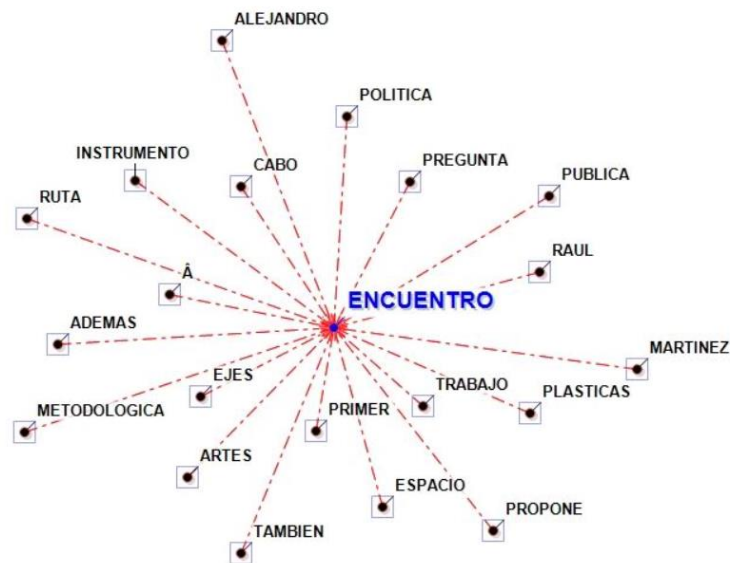 ALEJANDRO
POLITICA
INSTRUMENTO
CABO
PREGUNTA
PUBLICA
RUTA
RAUL
Â
ENCUENTRO
ADEMAS
MARTINEZ
EJES
TRABAJO
PLASTICAS
METODOLOGICA
PRIMER
ARTES
ESPACIO
PROPONE
TAMBIEN